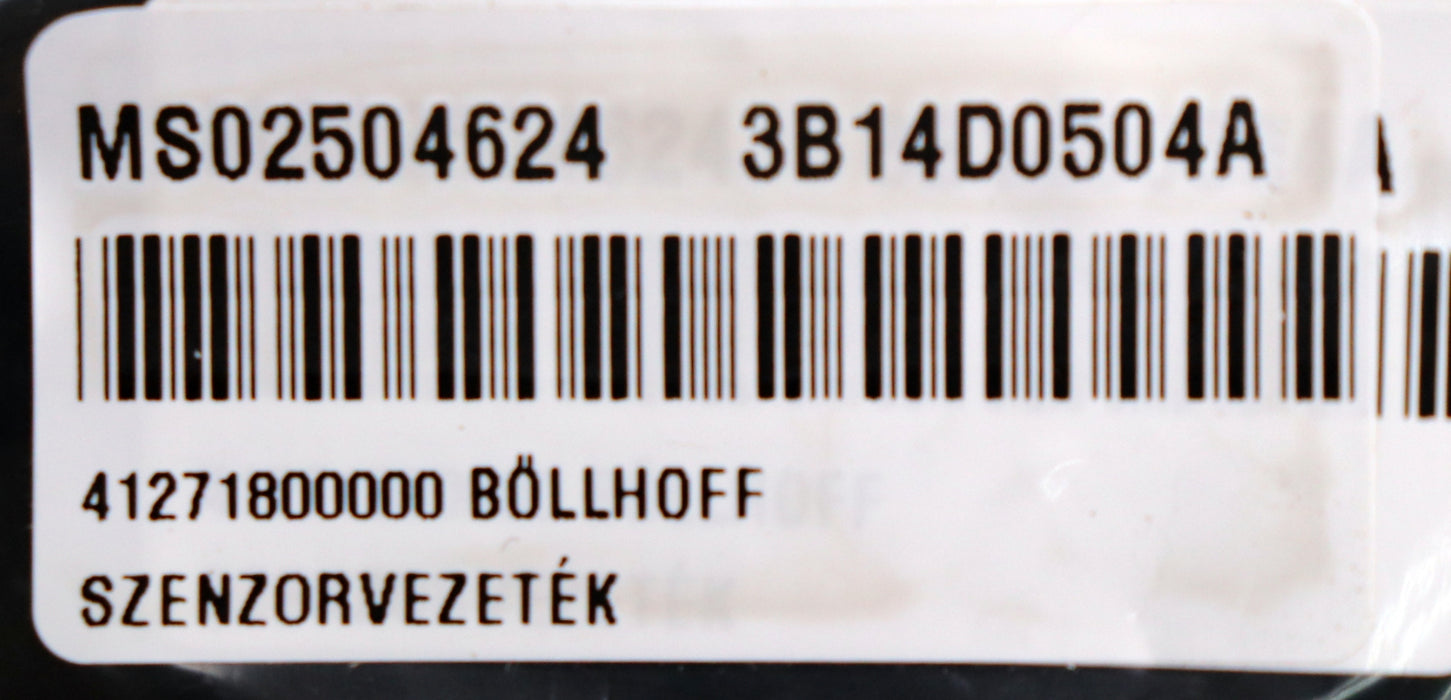 MS02504624 3B14D0504A
41271800000 BÖLLHOFF
SZENZORVEZETÉK